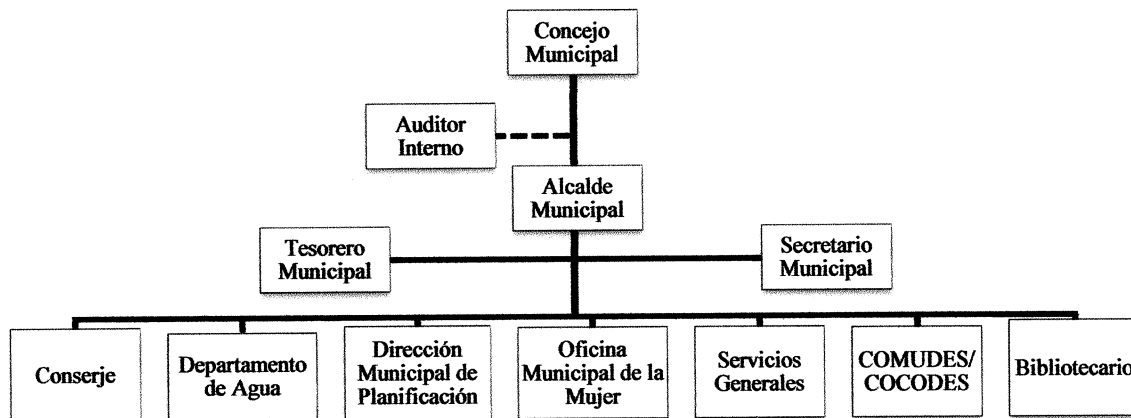 Concejo
Municipal
Auditor
Interno
Alcalde
Municipal
Tesorero
Municipal
Secretario
Municipal
Conserje
Departamento
de Agua
Dirección
Municipal de
Planificación
Oficina
Municipal de la
Mujer
Servicios
Generales
COMUDES/
COCODES
Bibliotecario